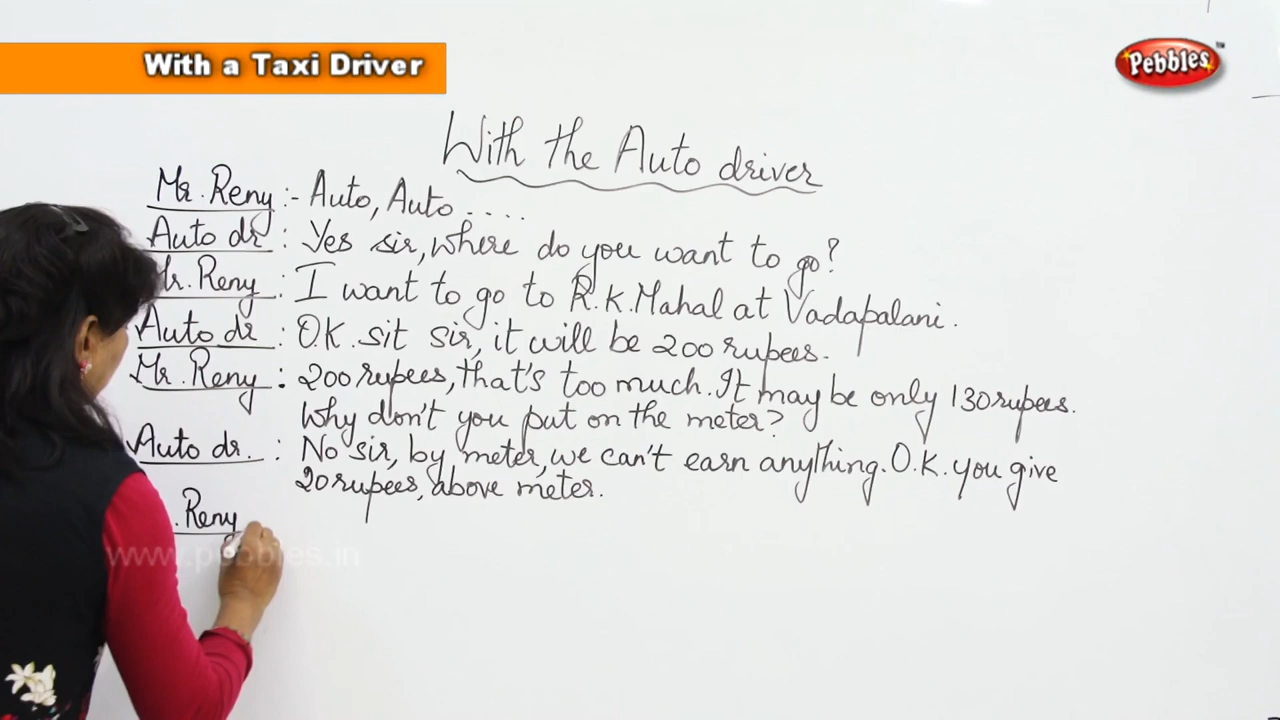 With a Taxi Driver
Pebbles™
With the Auto driver
Mr. Reny :- Auto, Auto ....
Auto dr : Yes sir, where do you want to go?
Mr. Reny : I want to go to R.K. Mahal at Vadapalani.
Auto dr : O.K. sit sir, it will be 200 rupees.
Mr. Reny : 200 rupees, that's too much. It may be only 130 rupees.
Why don't you put on the meter?
Auto dr. : No sir, by meter, we can't earn anything. O.K. you give
20 rupees, above meter.
. Reny
www.pebbles.in